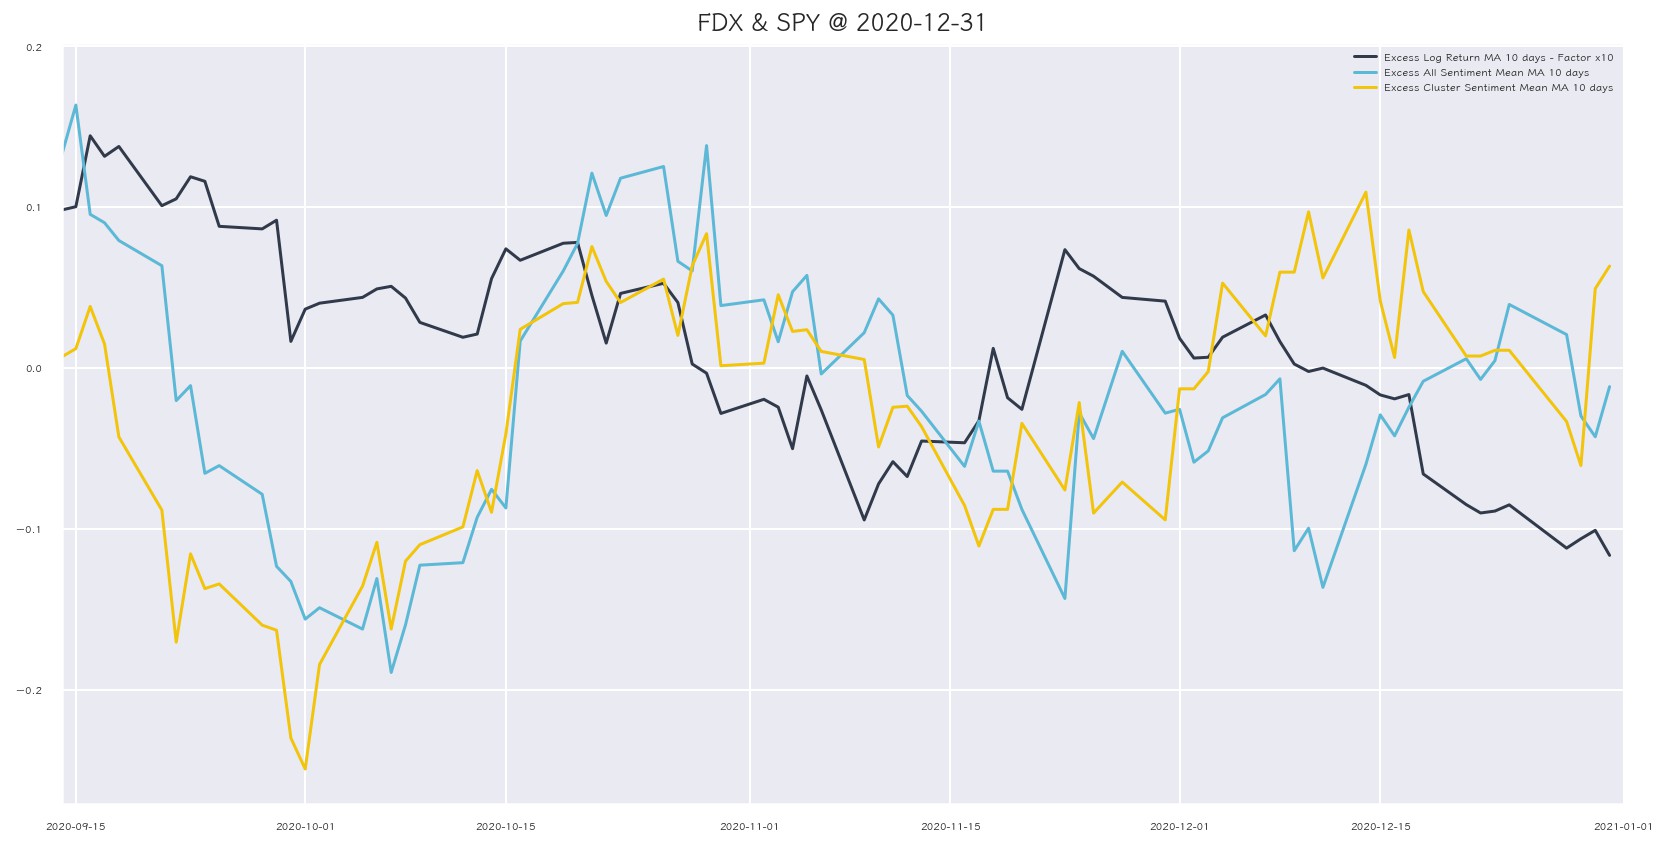 FDX & SPY @ 2020-12-31
Excess Log Return MA 10 days - Factor x10
Excess All Sentiment Mean MA 10 days
Excess Cluster Sentiment Mean MA 10 days
0.2
0.1
0.0
−0.1
−0.2
2020-09-15 2020-10-01 2020-10-15 2020-11-01 2020-11-15 2020-12-01 2020-12-15 2021-01-01